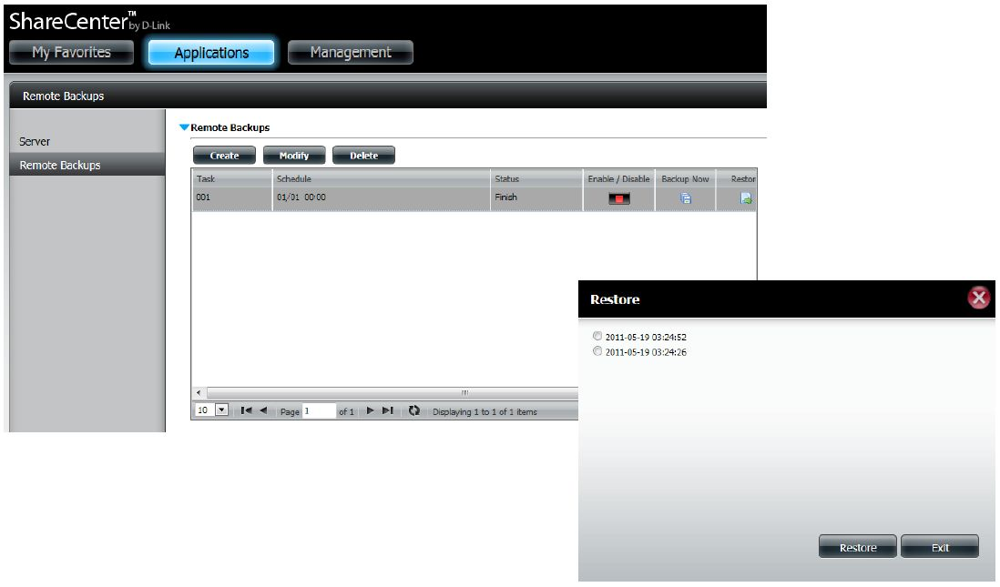 ShareCenter™ by D-Link
My Favorites Applications Management
Remote Backups
Server
Remote Backups
Remote Backups
Create Modify Delete
Task Schedule Status Enable / Disable Backup Now Restor
001 01/01 00:00 Finish
10 Page 1 of 1 Displaying 1 to 1 of 1 items
Restore
2011-05-19 03:24:52
2011-05-19 03:24:26
Restore Exit